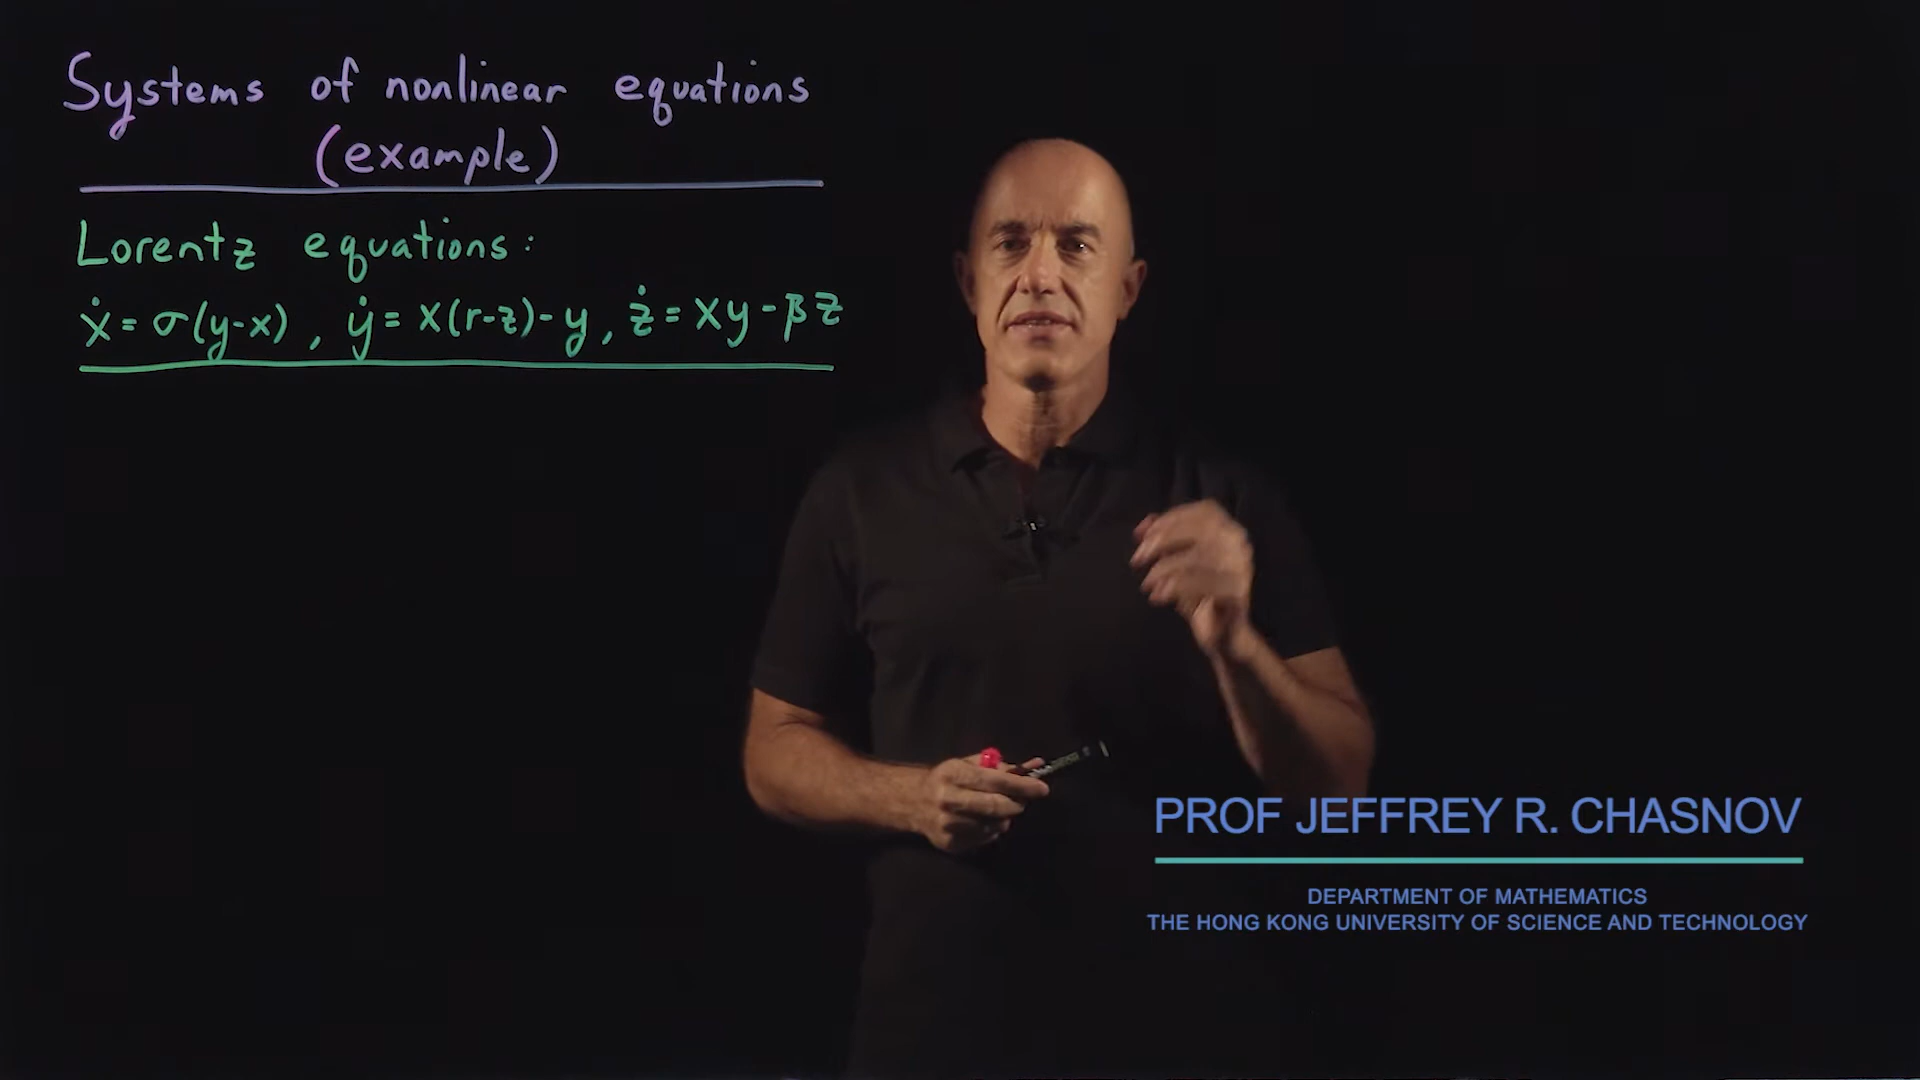 Systems of nonlinear equations
(example)
Lorentz equations:
ẋ = σ(y-x) , ẏ = x(r-z)-y, ż = xy-βz
PROF JEFFREY R. CHASNOV
DEPARTMENT OF MATHEMATICS
THE HONG KONG UNIVERSITY OF SCIENCE AND TECHNOLOGY